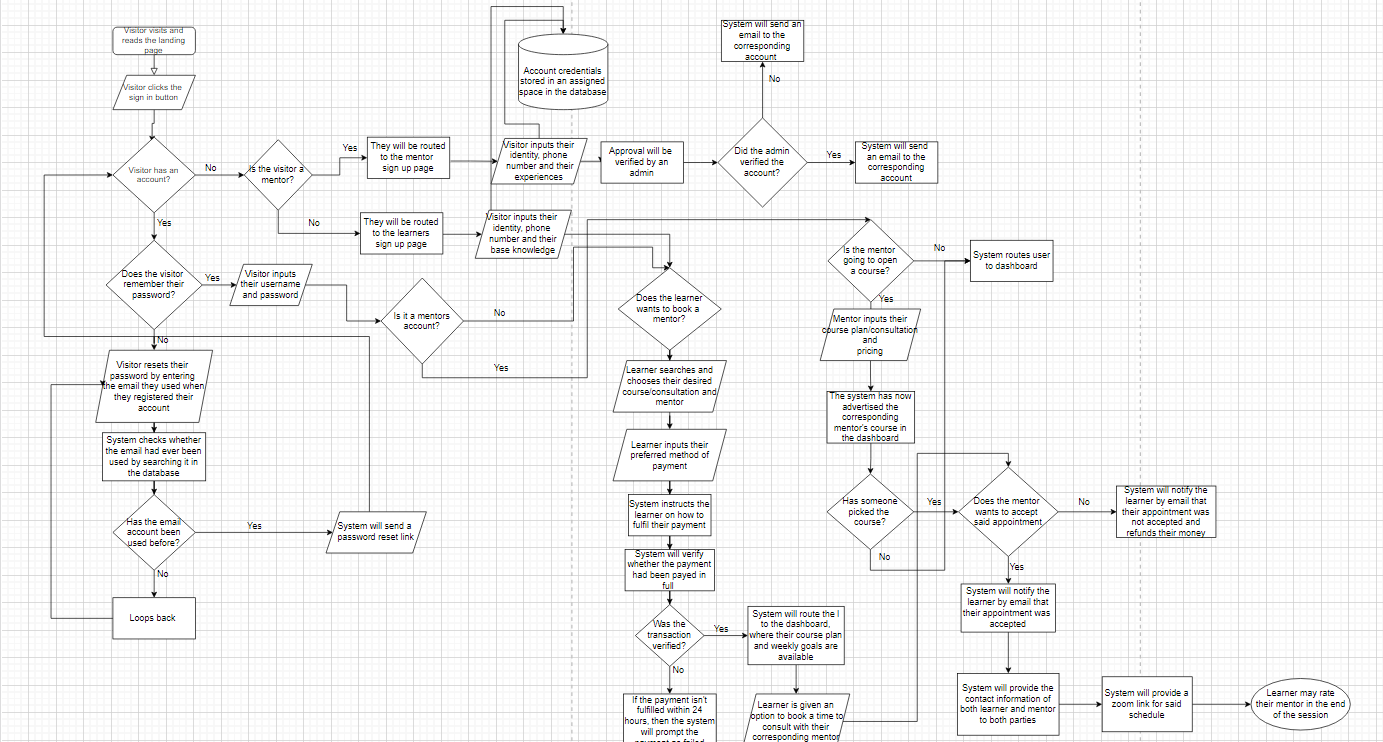 Visitor visits and
reads the landing
page
Visitor clicks the
sign in button
Visitor has an
account?
No
Is the visitor a
mentor?
Yes
They will be routed
to the mentor
sign up page
Visitor inputs their
identity, phone
number and their
experiences
Account credentials
stored in an assigned
space in the database
Approval will be
verified by an
admin
Did the admin
verified the
account?
No
System will send an
email to the
corresponding
account
Yes
System will send
an email to the
corresponding
account
No
They will be routed
to the learners
sign up page
Visitor inputs their
identity, phone
number and their
base knowledge
Yes
Does the visitor
remember their
password?
Yes
Visitor inputs
their username
and password
Is it a mentors
account?
No
Yes
No
Visitor resets their
password by entering
the email they used when
they registered their
account
System checks whether
the email had ever been
used by searching it in
the database
Has the email
account been
used before?
Yes
System will send a
password reset link
No
Loops back
Does the learner
wants to book a
mentor?
Learner searches and
chooses their desired
course/consultation and
mentor
Learner inputs their
preferred method of
payment
System instructs the
learner on how to
fulfil their payment
System will verify
whether the payment
had been payed in
full
Was the
transaction
verified?
Yes
System will route the l
to the dashboard,
where their course plan
and weekly goals are
available
No
If the payment isn't
fulfilled within 24
hours, then the system
will prompt the
payment as failed
Learner is given an
option to book a time to
consult with their
corresponding mentor
Is the mentor
going to open
a course?
No
System routes user
to dashboard
Yes
Mentor inputs their
course plan/consultation
and
pricing
The system has now
advertised the
corresponding
mentor's course in
the dashboard
Has someone
picked the
course?
Yes
No
Does the mentor
wants to accept
said appointment
No
System will notify the
learner by email that
their appointment was
not accepted and
refunds their money
Yes
System will notify the
learner by email that
their appointment was
accepted
System will provide the
contact information of
both learner and mentor
to both parties
System will provide a
zoom link for said
schedule
Learner may rate
their mentor in the end
of the session